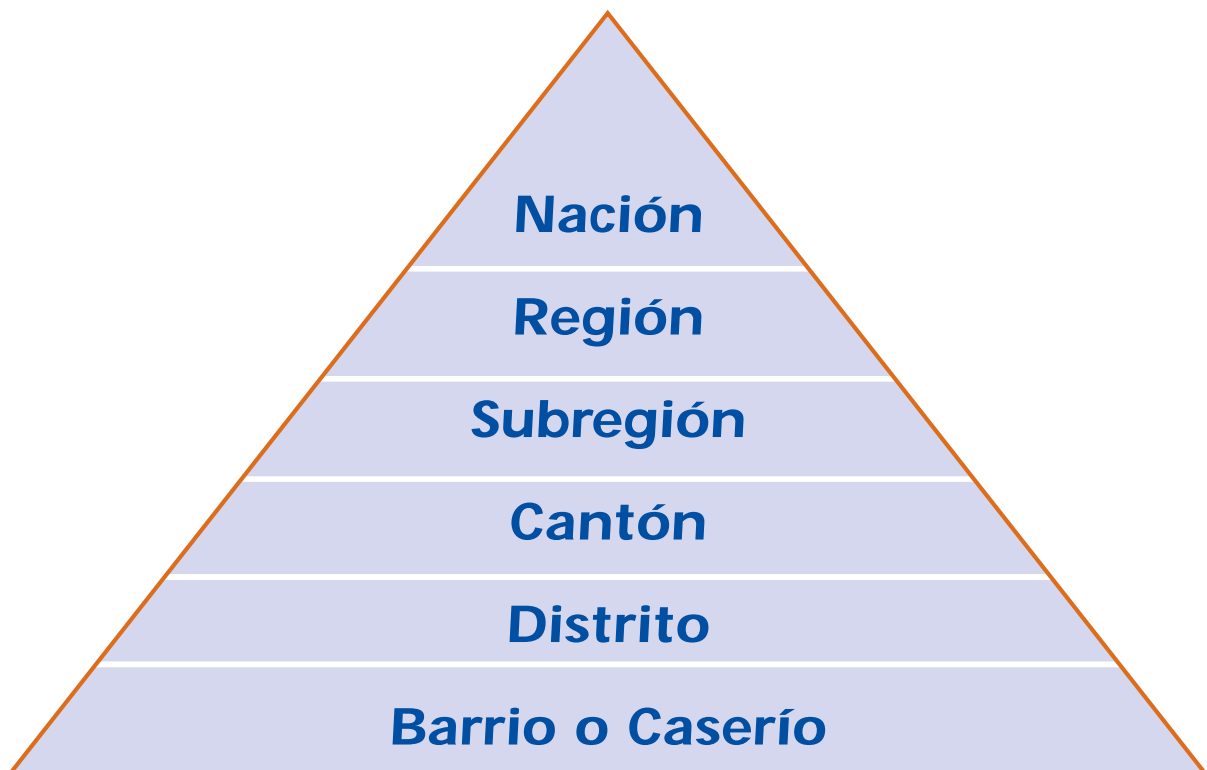 Nación
Región
Subregión
Cantón
Distrito
Barrio o Caserío